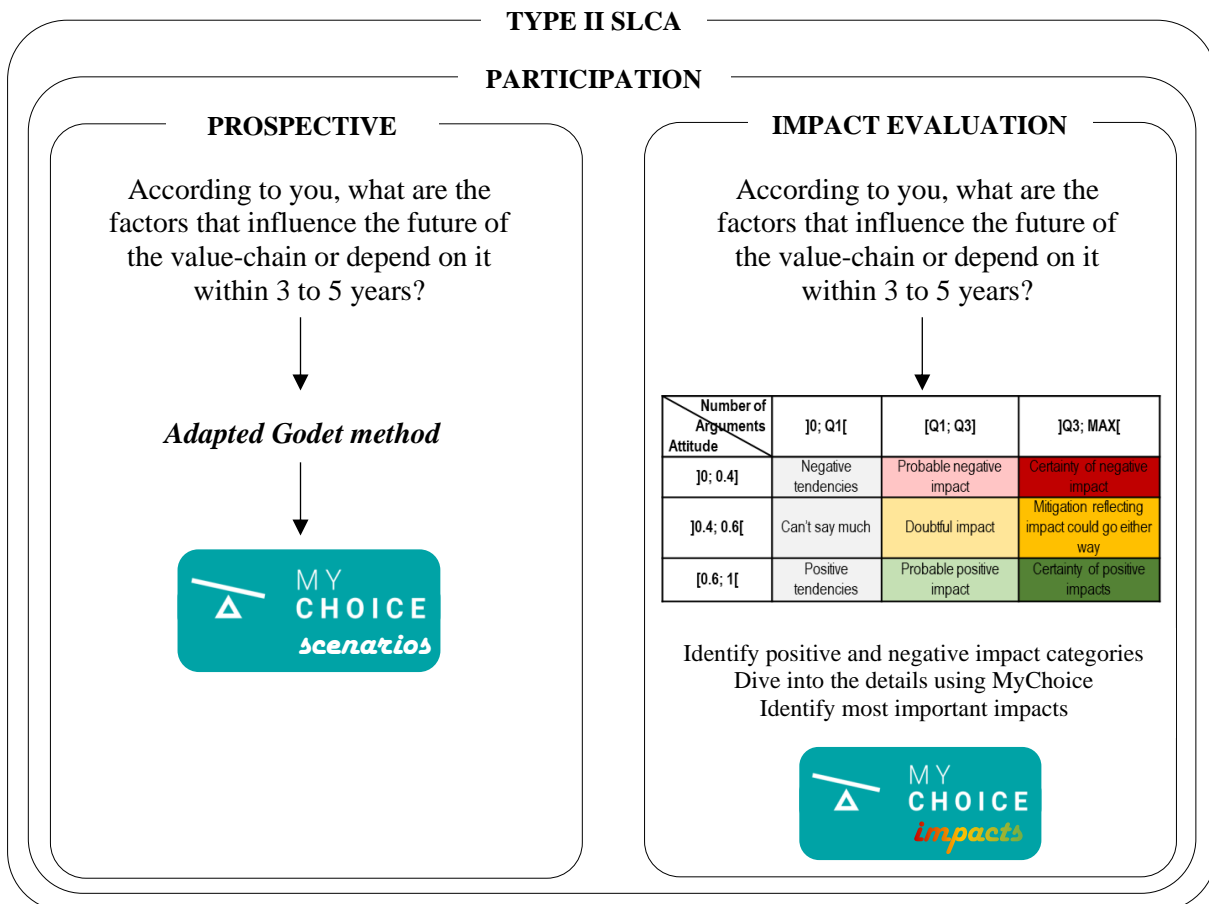 TYPE II SLCA
PARTICIPATION
PROSPECTIVE
According to you, what are the
factors that influence the future of
the value-chain or depend on it
within 3 to 5 years?
Adapted Godet method
MY
CHOICE
scenarios
IMPACT EVALUATION
According to you, what are the
factors that influence the future of
the value-chain or depend on it
within 3 to 5 years?
Number of
Arguments
Attitude
]0; Q1[
[Q1; Q3]
]Q3; MAX[
]0; 0.4]
Negative
tendencies
Probable negative
impact
Certainty of negative
impact
]0.4; 0.6[
Can't say much
Doubtful impact
Mitigation reflecting
impact could go either
way
[0.6; 1[
Positive
tendencies
Probable positive
impact
Certainty of positive
impacts
Identify positive and negative impact categories
Dive into the details using MyChoice
Identify most important impacts
MY
CHOICE
impacts